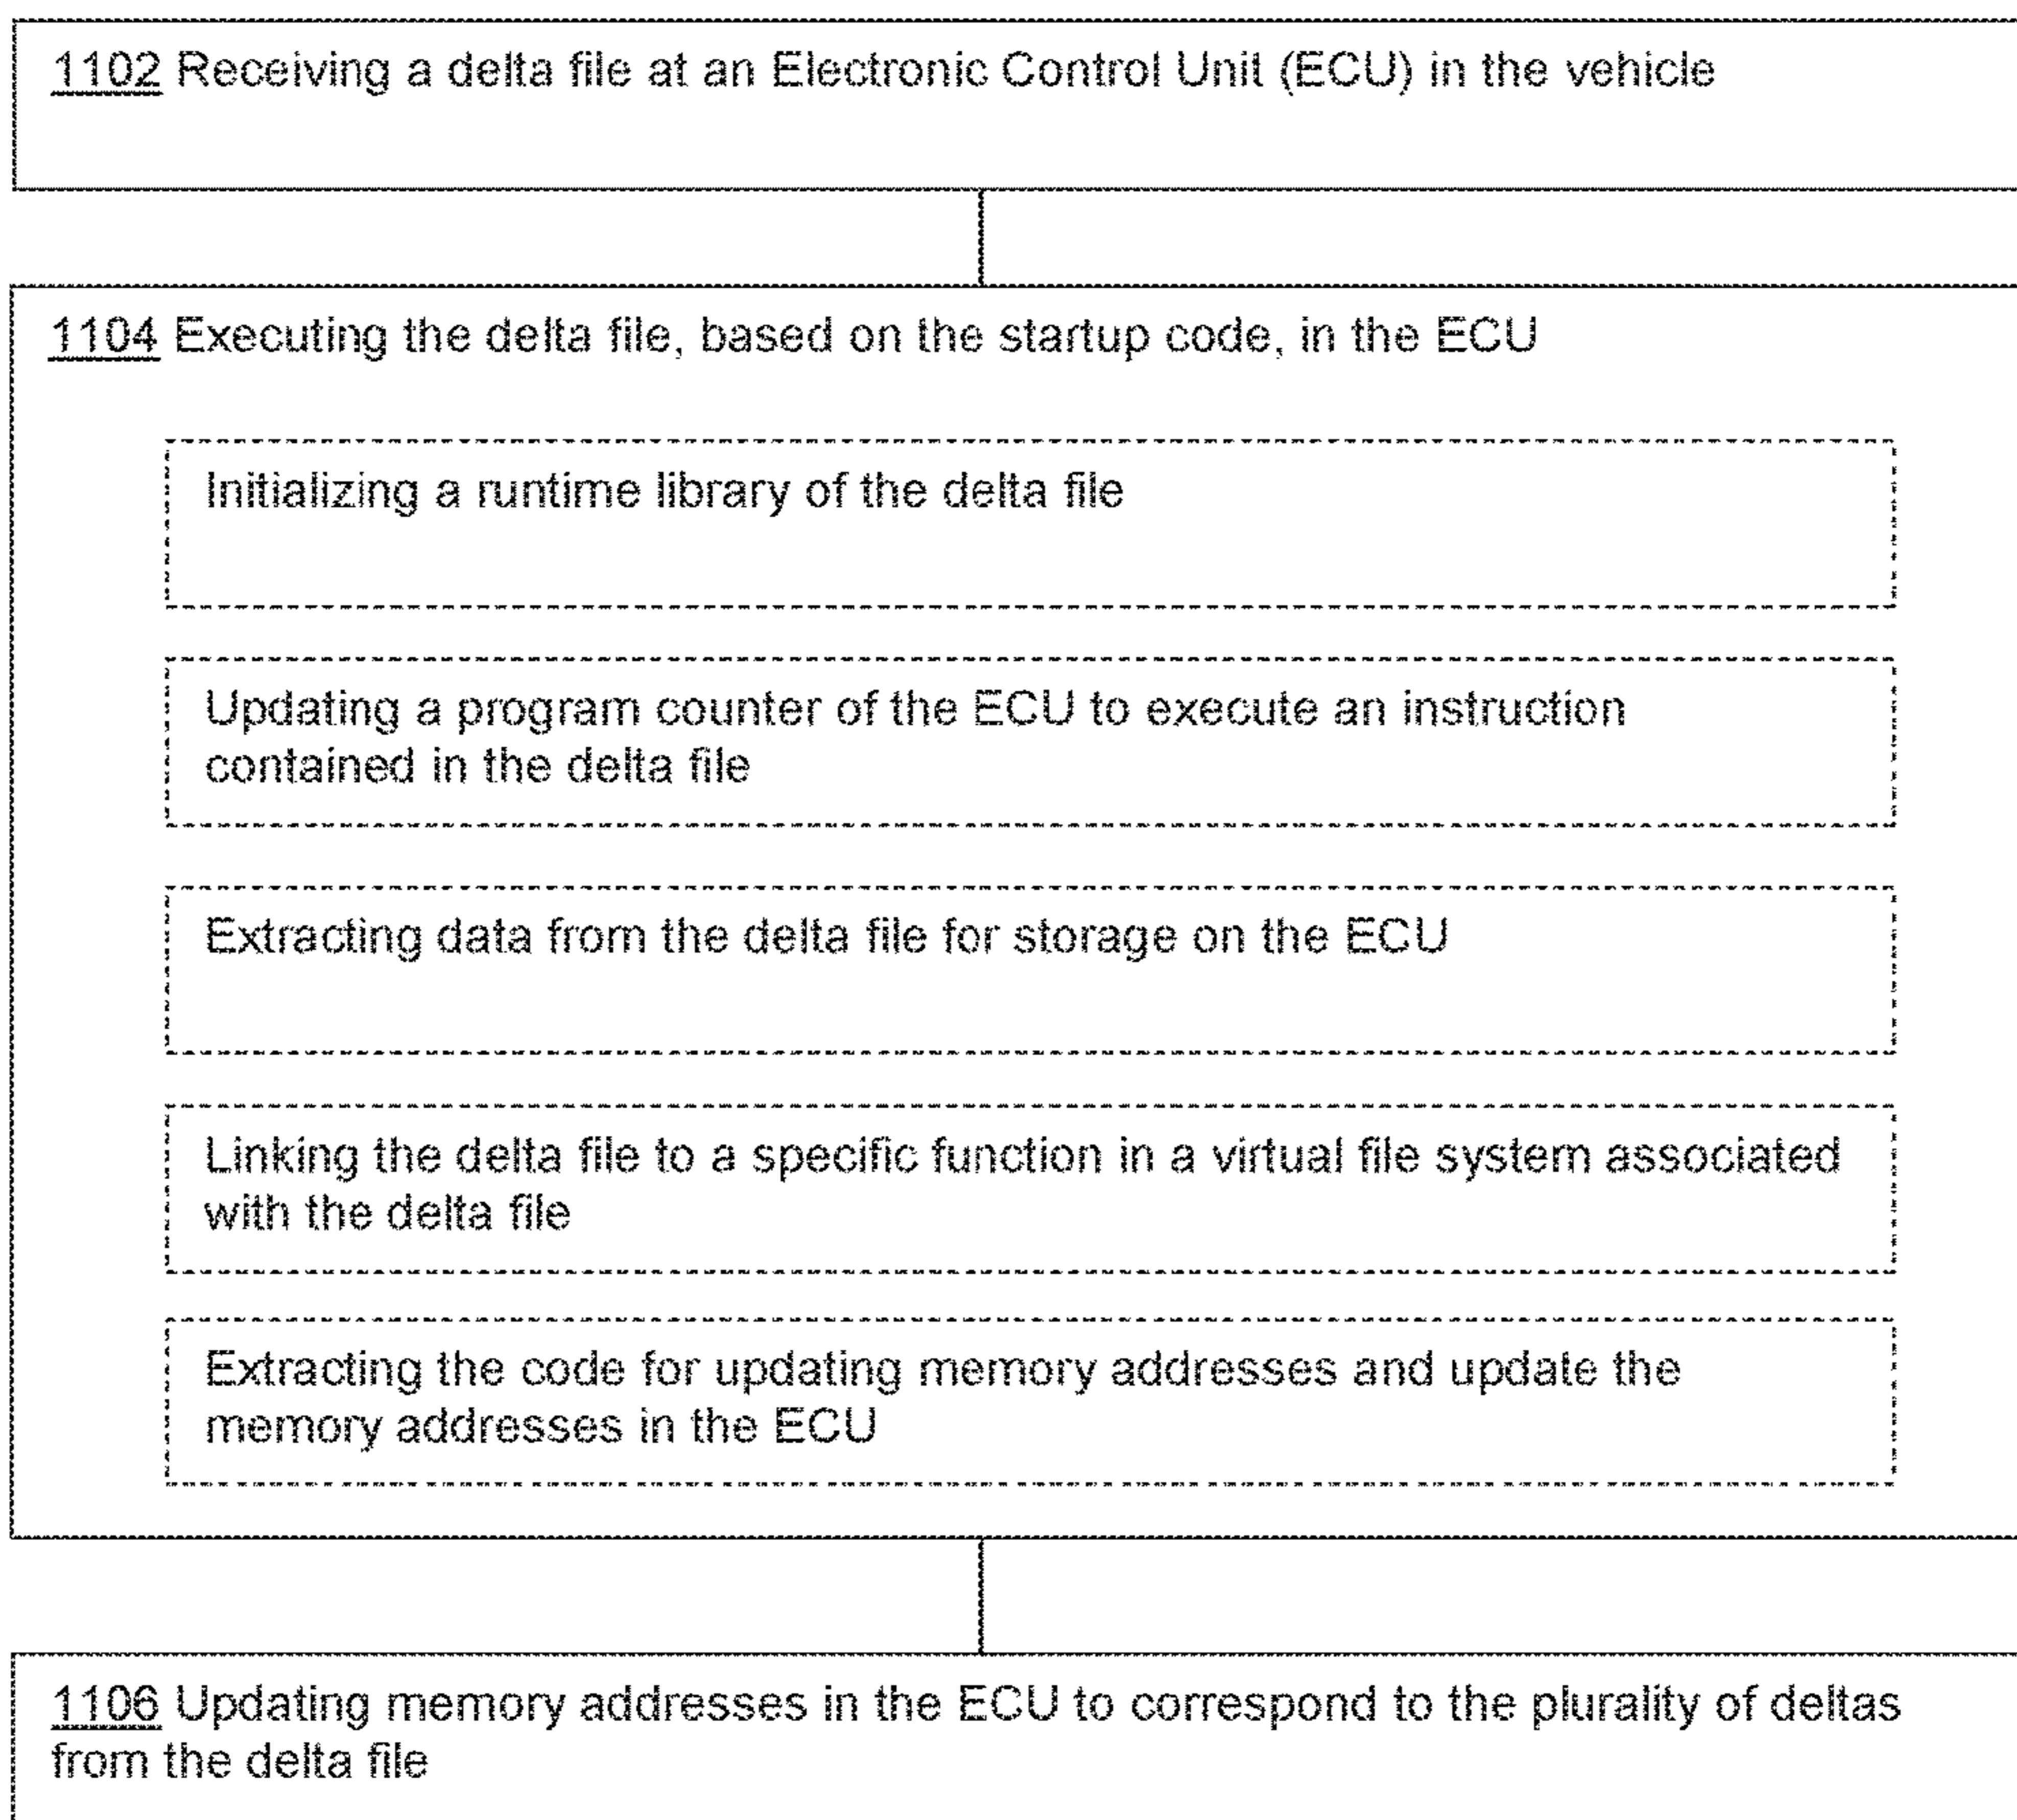 1102 Receiving a delta file at an Electronic Control Unit (ECU) in the vehicle
1104 Executing the delta file, based on the startup code, in the ECU
Initializing a runtime library of the delta file
Updating a program counter of the ECU to execute an instruction
contained in the delta file
Extracting data from the delta file for storage on the ECU
Linking the delta file to a specific function in a virtual file system associated
with the delta file
Extracting the code for updating memory addresses and update the
memory addresses in the ECU
1106 Updating memory addresses in the ECU to correspond to the plurality of deltas
from the delta file